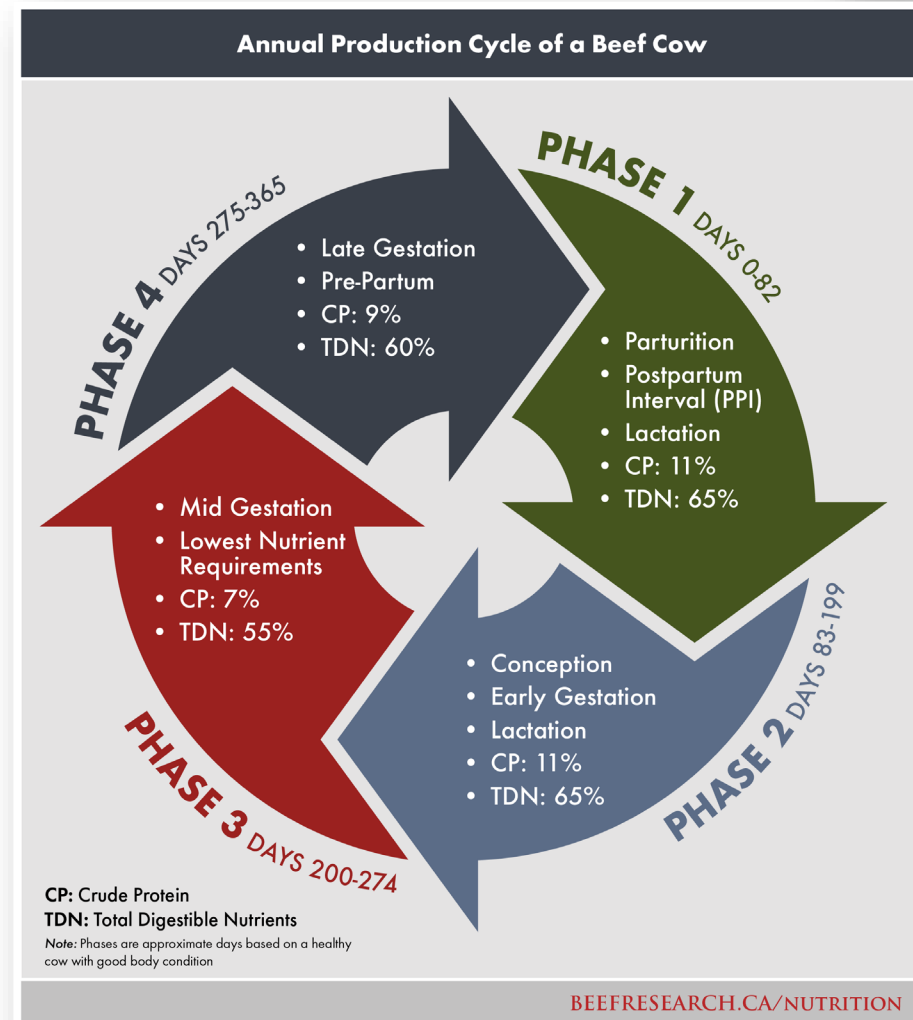 Annual Production Cycle of a Beef Cow
PHASE 1 DAYS 0-82
• Parturition
• Postpartum
Interval (PPI)
• Lactation
• CP: 11%
• TDN: 65%
PHASE 2 DAYS 83-199
• Conception
• Early Gestation
• Lactation
• CP: 11%
• TDN: 65%
PHASE 3 DAYS 200-274
• Mid Gestation
• Lowest Nutrient
Requirements
• CP: 7%
• TDN: 55%
PHASE 4 DAYS 275-365
• Late Gestation
• Pre-Partum
• CP: 9%
• TDN: 60%
CP: Crude Protein
TDN: Total Digestible Nutrients
Note: Phases are approximate days based on a healthy
cow with good body condition
BEEFRESEARCH.CA/NUTRITION